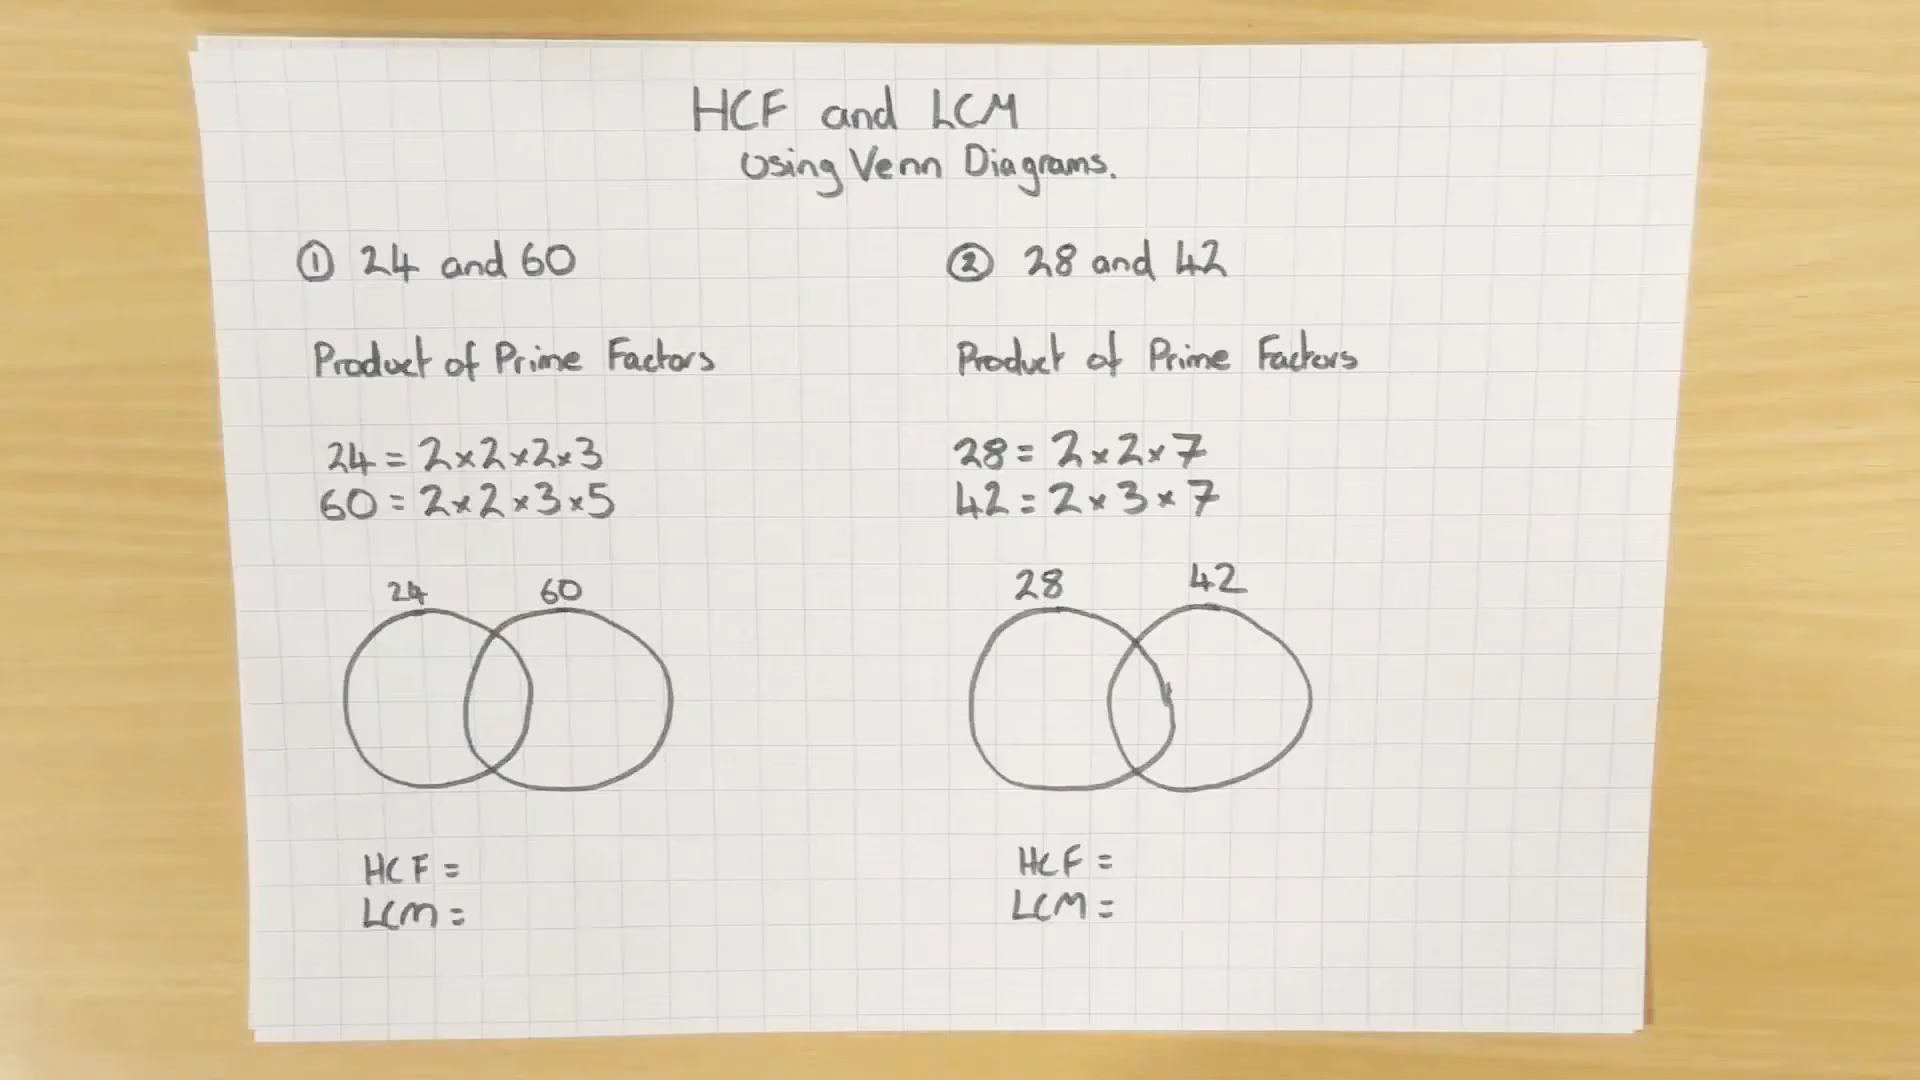 HCF and LCM
Using Venn Diagrams.
① 24 and 60
Product of Prime Factors
24 = 2×2×2×3
60 = 2×2×3×5
24 60
HCF =
LCM =
② 28 and 42
Product of Prime Factors
28 = 2×2×7
42 = 2×3×7
28 42
HCF =
LCM =